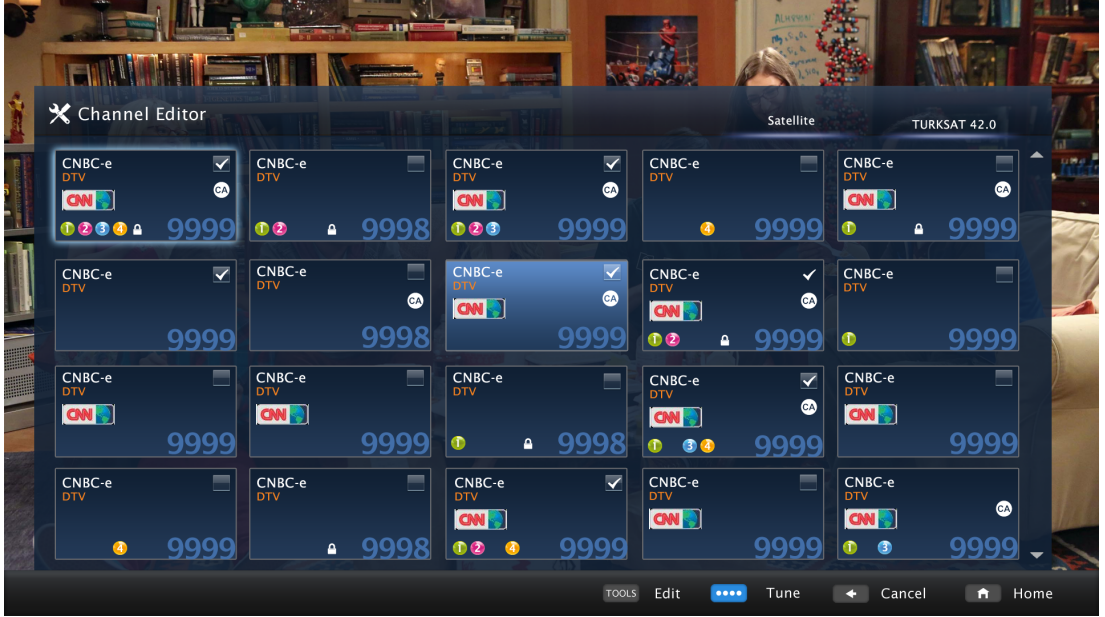 ALHERON:
Channel Editor
Satellite
TURKSAT 42.0
CNBC-e
DTV
CNN
CA
1 2 3 4
9999
CNBC-e
DTV
1 2
9998
CNBC-e
DTV
CNN
CA
1 2 3
9999
CNBC-e
DTV
4
9999
CNBC-e
DTV
CNN
CA
1
9999
CNBC-e
DTV
9999
CNBC-e
DTV
CA
9998
CNBC-e
DTV
CNN
CA
9999
CNBC-e
DTV
CNN
CA
1 2
9999
CNBC-e
DTV
1
9999
CNBC-e
DTV
CNN
9999
CNBC-e
DTV
CNN
9999
CNBC-e
DTV
1
9998
CNBC-e
DTV
CNN
CA
1 3 4
9999
CNBC-e
DTV
CNN
9999
CNBC-e
DTV
4
9999
CNBC-e
DTV
9998
CNBC-e
DTV
CNN
1 2 4
9999
CNBC-e
DTV
CNN
9999
CNBC-e
DTV
CNN
CA
1 3
9999
TOOLS Edit
Tune
Cancel
Home